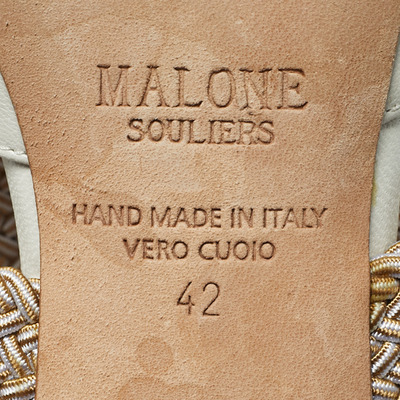 MALONE
SOULIERS
HAND MADE IN ITALY
VERO CUOIO
42